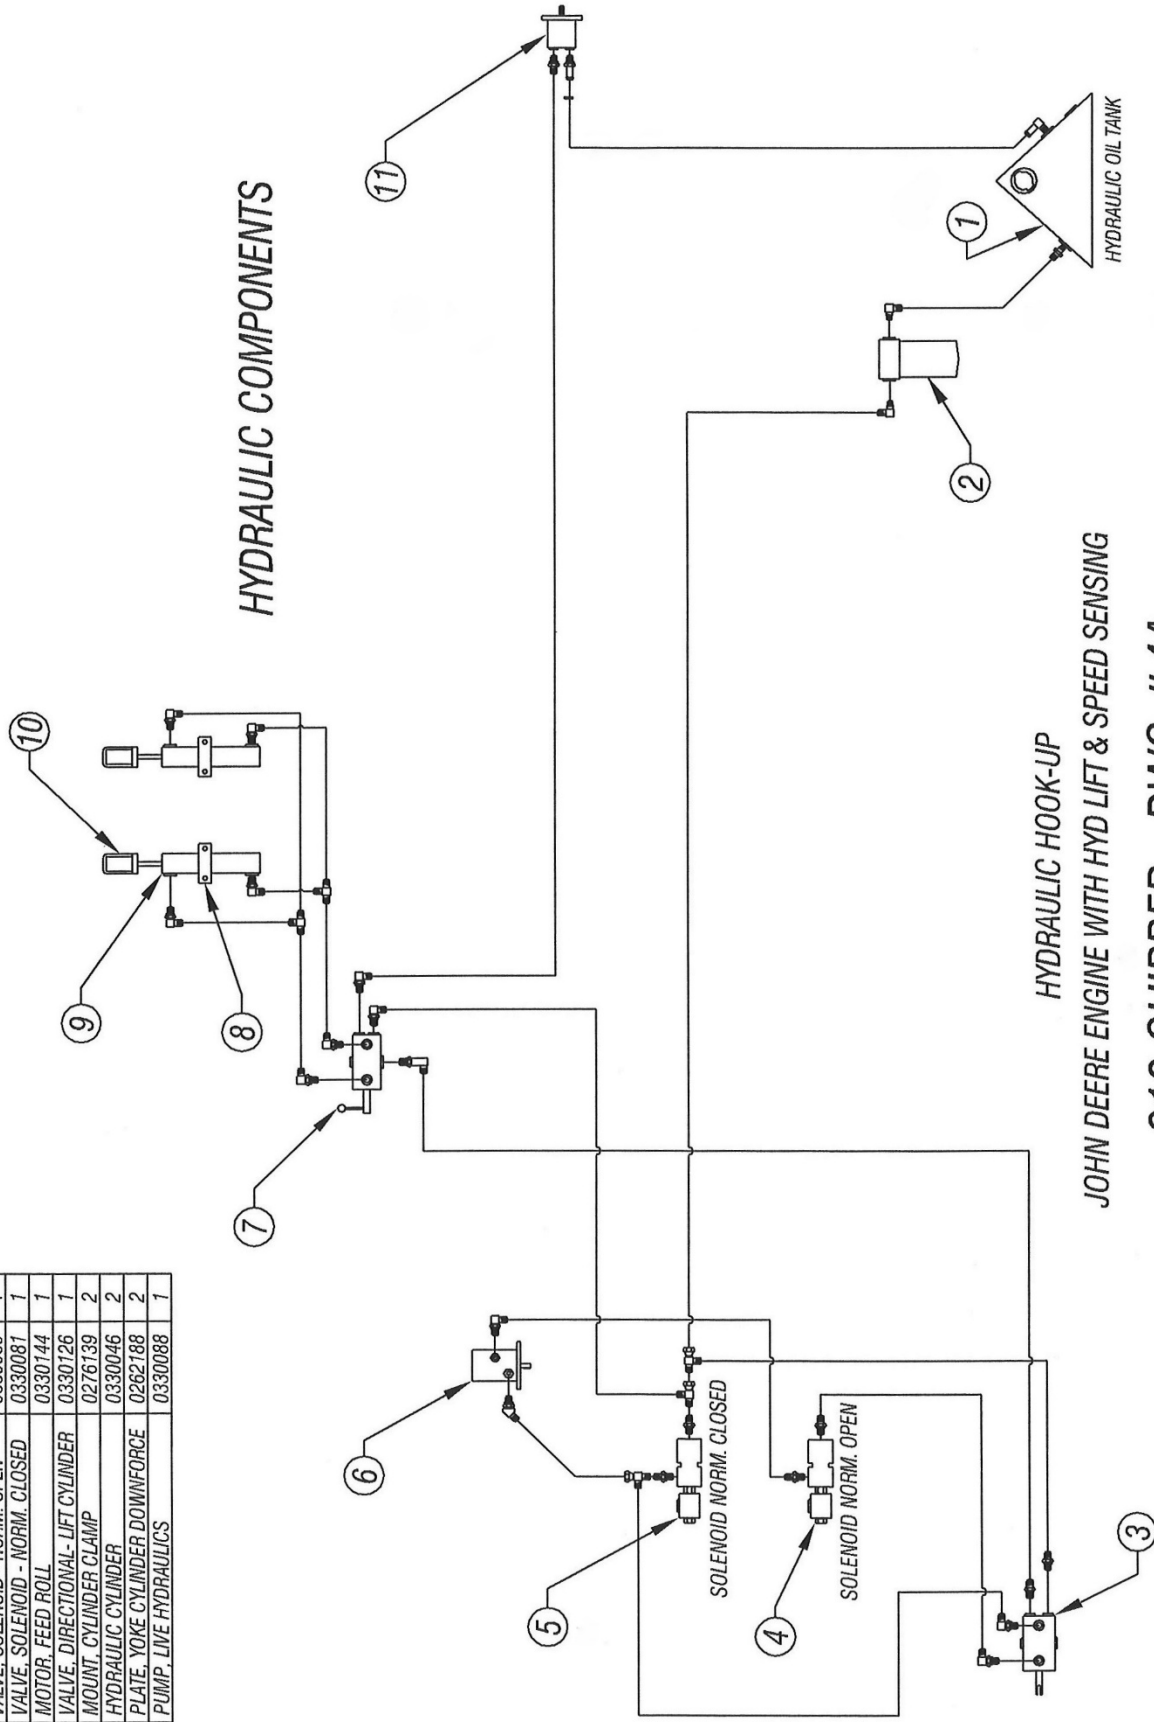 VALVE, SOLENOID - NORM. CLOSED 0330081 1
MOTOR, FEED ROLL 0330144 1
VALVE, DIRECTIONAL- LIFT CYLINDER 0330126 1
MOUNT, CYLINDER CLAMP 0276139 2
HYDRAULIC CYLINDER 0330046 2
PLATE, YOKE CYLINDER DOWNFORCE 0262188 2
PUMP, LIVE HYDRAULICS 0330088 1
HYDRAULIC COMPONENTS
10
9
8
7
11
6
5
SOLENOID NORM. CLOSED
4
SOLENOID NORM. OPEN
3
2
1
HYDRAULIC OIL TANK
HYDRAULIC HOOK-UP
JOHN DEERE ENGINE WITH HYD LIFT & SPEED SENSING